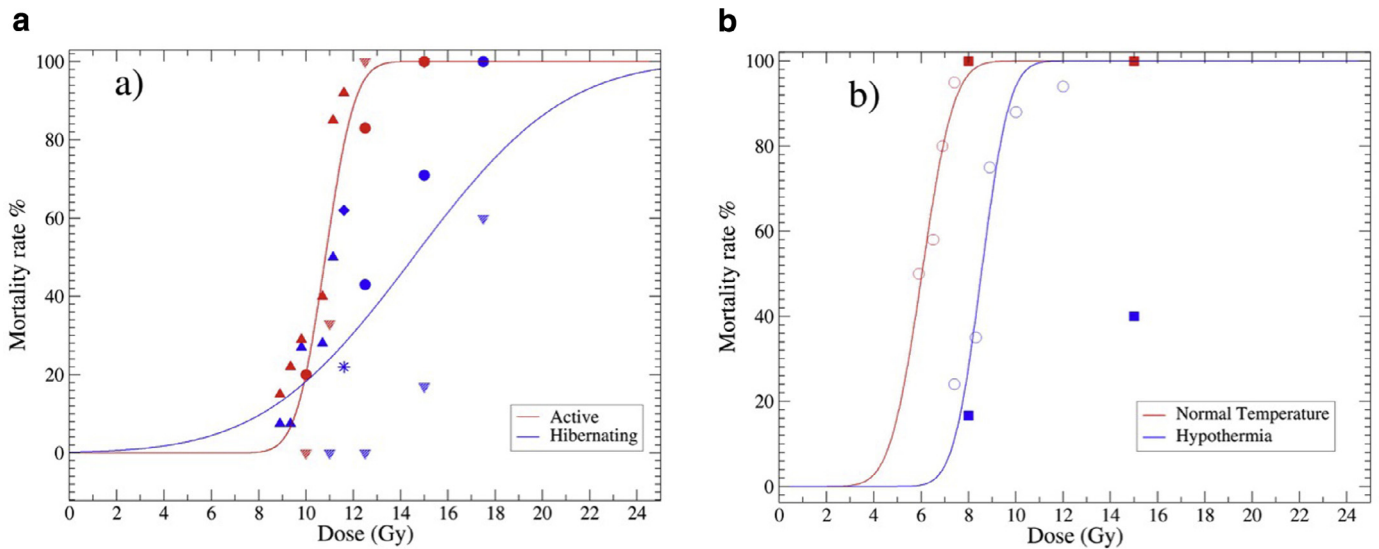 a
a)
Mortality rate %
100
80
60
40
20
0
0 2 4 6 8 10 12 14 16 18 20 22 24
Dose (Gy)
Active
Hibernating
b
b)
Mortality rate %
100
80
60
40
20
0
0 2 4 6 8 10 12 14 16 18 20 22 24
Dose (Gy)
Normal Temperature
Hypothermia